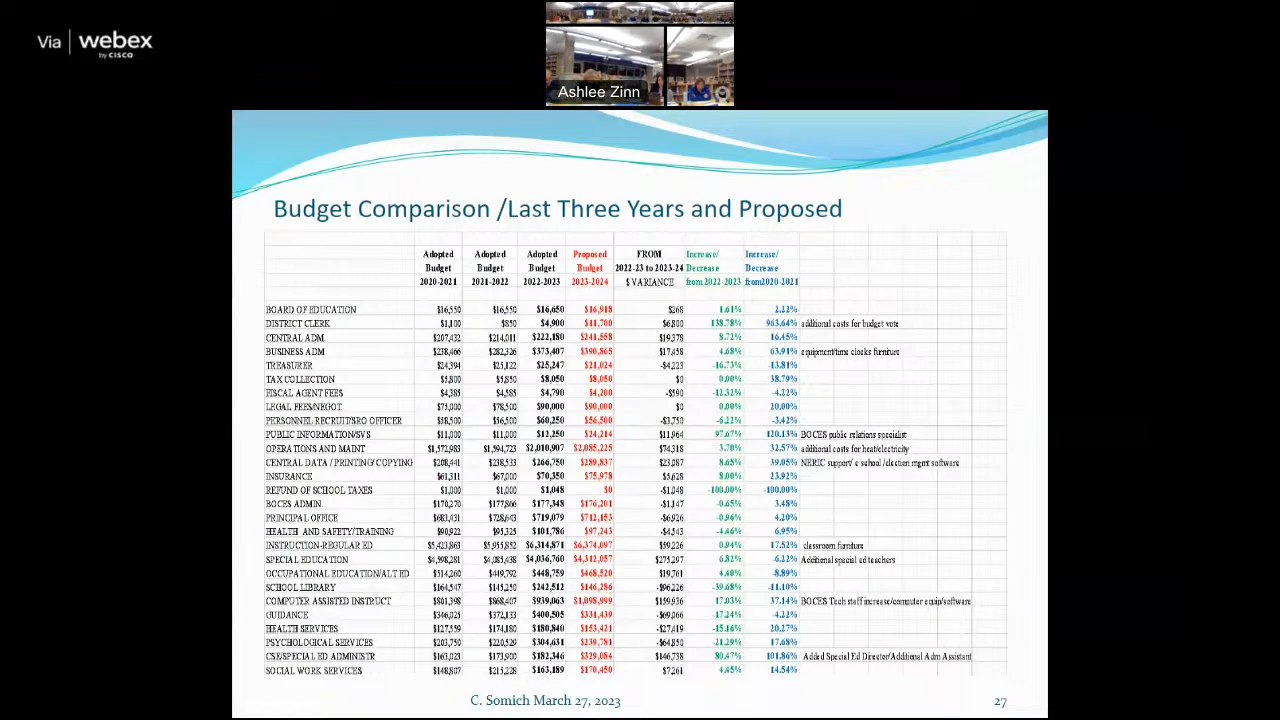 Via webex
by CISCO
Ashlee Zinn
Budget Comparison /Last Three Years and Proposed
Adopted Adopted Adopted Proposed FROM Increase/ Increase/
Budget Budget Budget Budget 2022-23 to 2023-24 Decrease Decrease
2020-2021 2021-2022 2022-2023 2023-2024 $ VARIANCE from 2022-2023 from2020-2021
BOARD OF EDUCATION $16,550 $16,550 $16,650 $16,918 $268 1.61% 2.22%
DISTRICT CLERK $1,100 $850 $4,900 $11,700 $6,800 138.78% 963.64% additional costs for budget vote
CENTRAL ADM. $207,432 $214,011 $222,180 $241,558 $19,378 8.72% 16.45%
BUSINESS ADM $238,466 $282,326 $373,407 $390,865 $17,458 4.68% 63.91% equipment/time clocks furniture
TREASURER $24,394 $25,122 $25,247 $21,024 -$4,223 -16.73% -13.81%
TAX COLLECTION $5,800 $5,850 $8,050 $8,050 $0 0.00% 38.79%
FISCAL AGENT FEES $4,385 $4,585 $4,790 $4,200 -$590 -12.32% -4.22%
LEGAL FEES/NEGOT. $75,000 $78,500 $90,000 $90,000 $0 0.00% 20.00%
PERSONNEL RECRUIT/SRO OFFICER $58,500 $56,500 $60,250 $56,500 -$3,750 -6.22% -3.42%
PUBLIC INFORMATION/SVS $11,000 $11,000 $12,250 $24,214 $11,964 97.67% 120.13% BOCES public relations specialist
OPERATIONS AND MAINT $1,572,983 $1,594,723 $2,010,907 $2,085,225 $74,318 3.70% 32.57% additional costs for heat/electricity
CENTRAL DATA / PRINTING/ COPYING $208,441 $238,533 $266,750 $289,837 $23,087 8.65% 39.05% NERIC support/ e school /election mgmt software
INSURANCE $61,311 $67,000 $70,350 $75,978 $5,628 8.00% 23.92%
REFUND OF SCHOOL TAXES $1,000 $1,000 $1,048 $0 -$1,048 -100.00% -100.00%
BOCES ADMIN. $170,270 $177,866 $177,348 $176,201 -$1,147 -0.65% 3.48%
PRINCIPAL OFFICE $683,431 $728,643 $719,079 $712,153 -$6,926 -0.96% 4.20%
HEALTH AND SAFETY/TRAINING $90,922 $95,325 $101,786 $97,243 -$4,543 -4.46% 6.95%
INSTRUCTION-REGULAR ED $5,423,863 $5,955,852 $6,314,871 $6,374,097 $59,226 0.94% 17.52% classroom furniture
SPECIAL EDUCATION $4,598,281 $4,085,438 $4,036,760 $4,312,057 $275,297 6.82% -6.22% Additional special ed teachers
OCCUPATIONAL EDUCATION/ALT ED $514,260 $449,792 $448,759 $468,520 $19,761 4.40% -8.89%
SCHOOL LIBRARY $164,547 $145,250 $242,512 $146,286 -$96,226 -39.68% -11.10%
COMPUTER ASSISTED INSTRUCT $801,398 $868,407 $939,063 $1,098,999 $159,936 17.03% 37.14% BOCES Tech staff increase/computer equip/software
GUIDANCE $346,025 $372,133 $400,505 $331,439 -$69,066 -17.24% -4.22%
HEALTH SERVICES $127,559 $174,180 $180,840 $153,421 -$27,419 -15.16% 20.27%
PSYCHOLOGICAL SERVICES $203,750 $220,529 $304,631 $239,781 -$64,850 -21.29% 17.68%
CSE/SPECIAL ED ADMINISTR $163,023 $173,920 $182,346 $329,084 $146,738 80.47% 101.86% Added Special Ed Director/Additional Adm Assistant
SOCIAL WORK SERVICES $148,807 $215,228 $163,189 $170,450 $7,261 4.45% 14.54%
C. Somich March 27, 2023 27